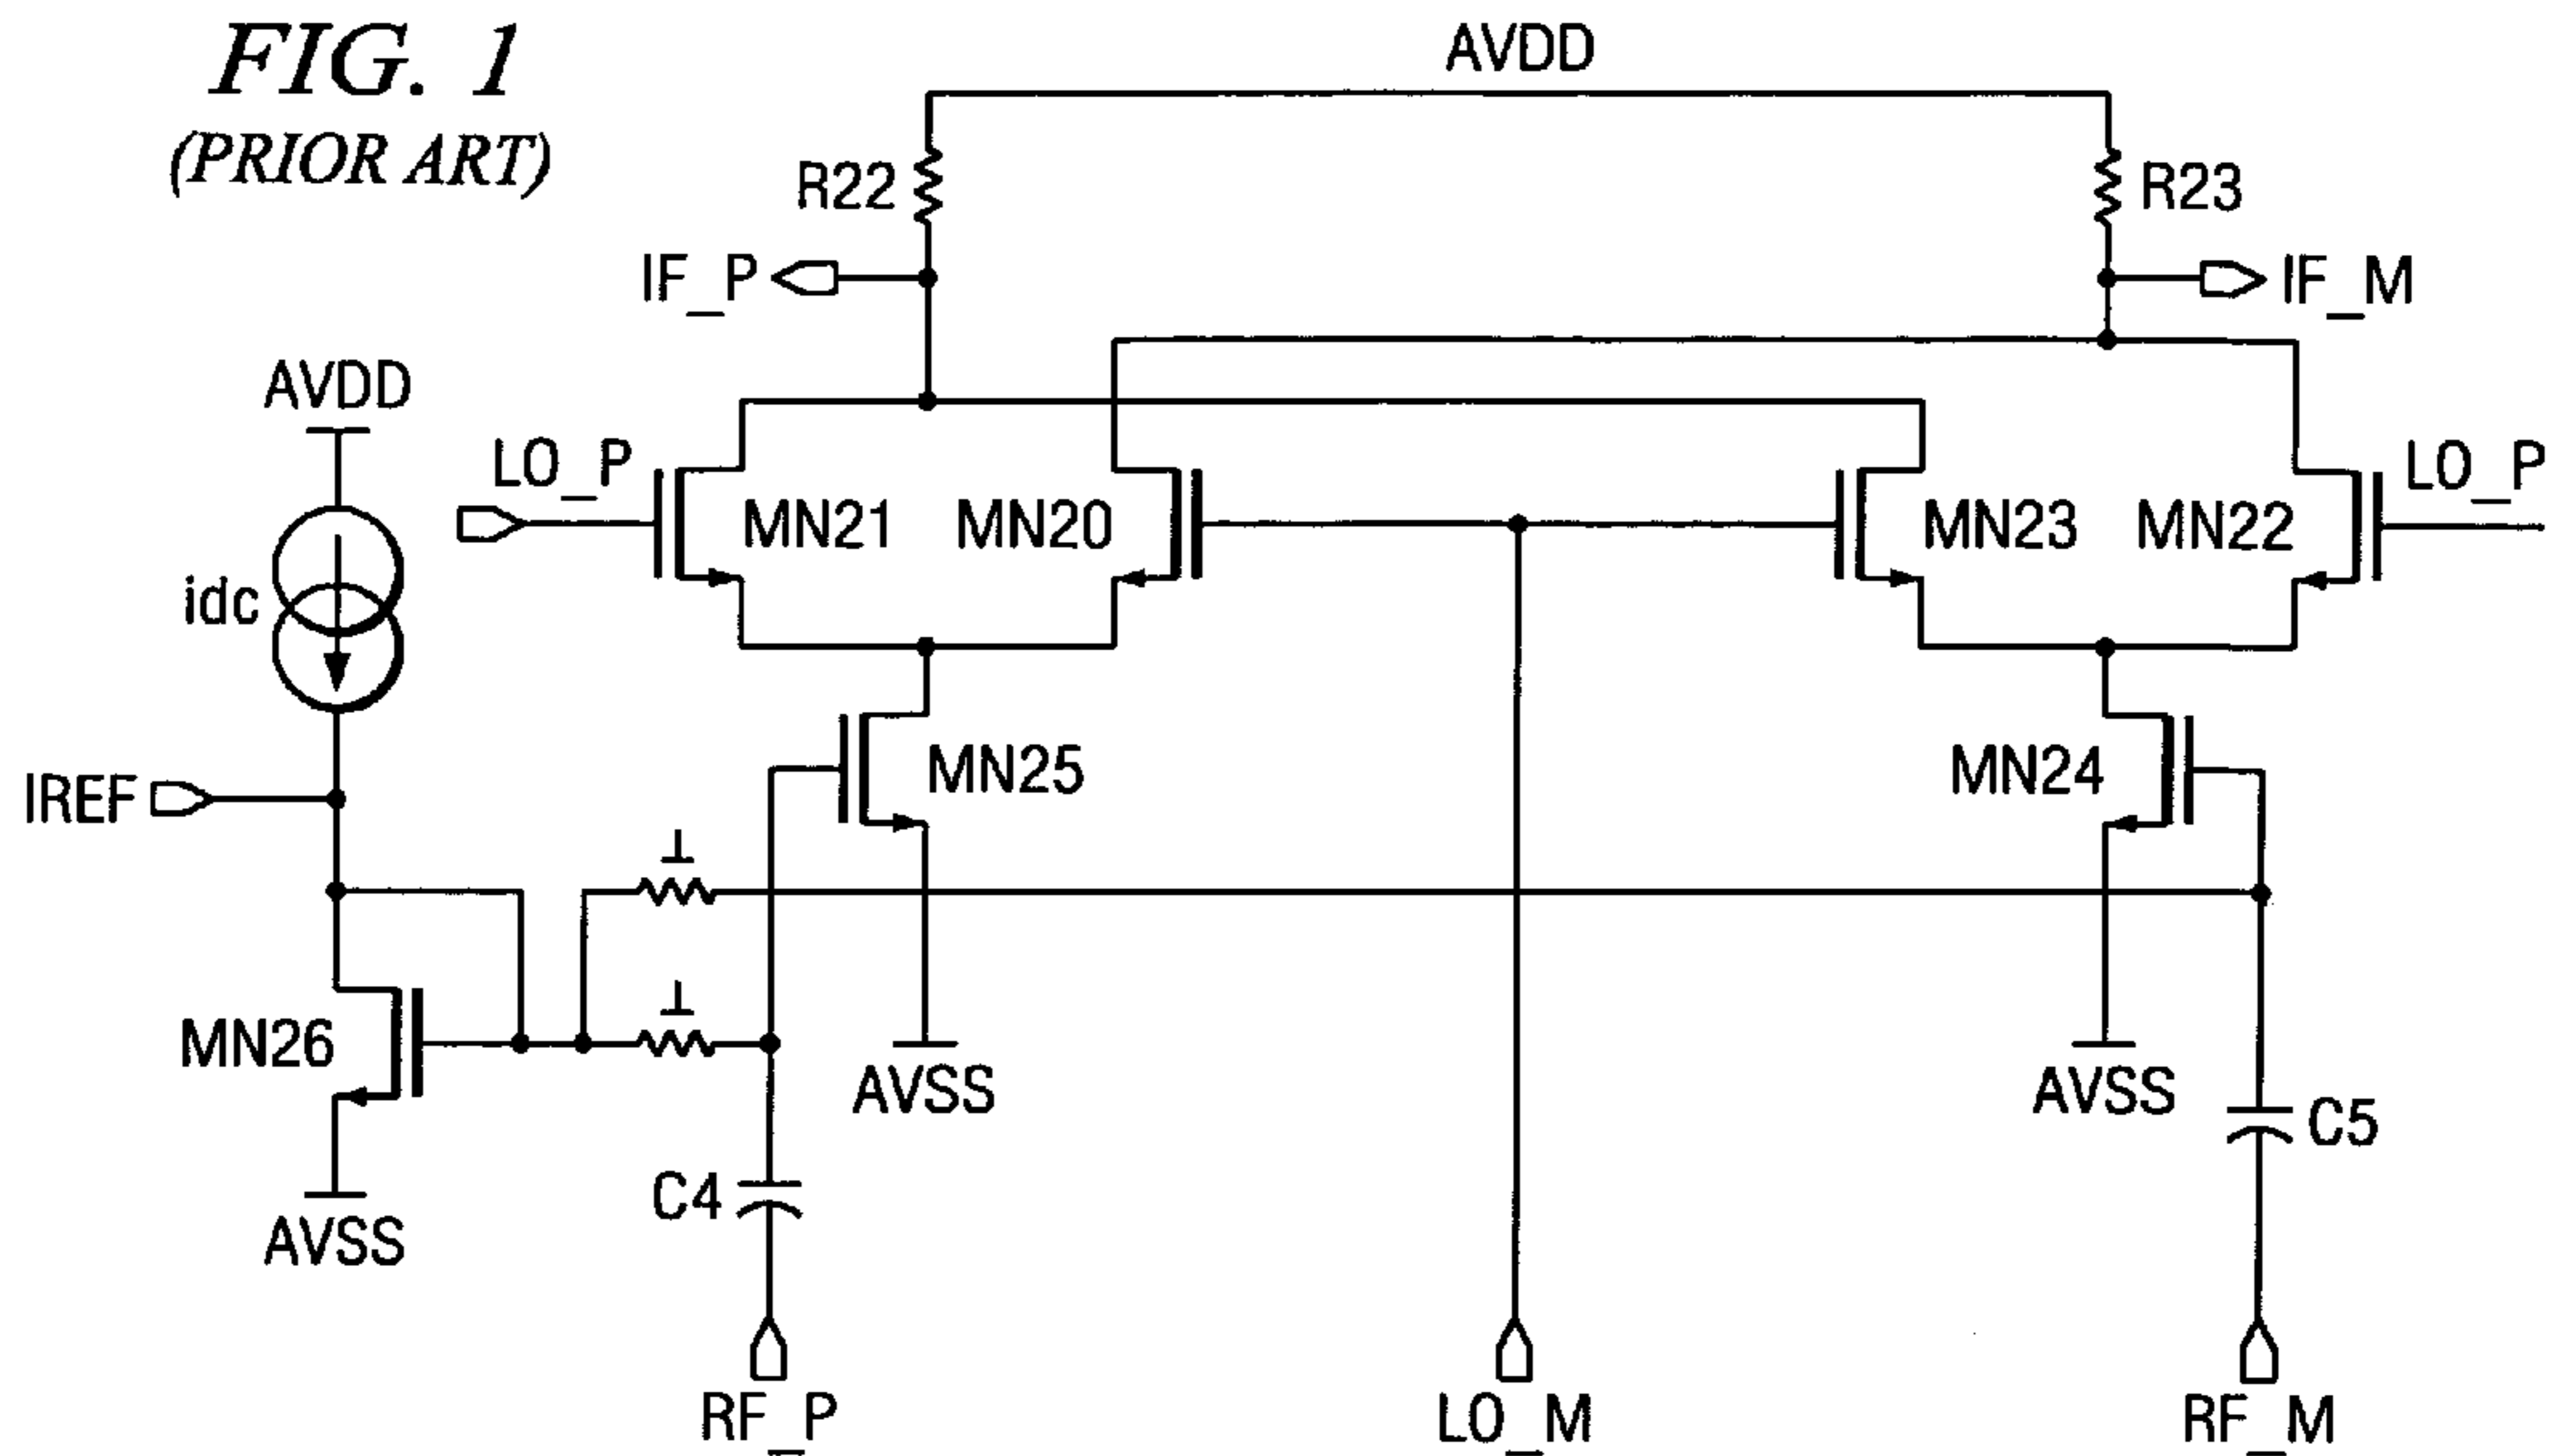 FIG. 1
(PRIOR ART)
AVDD
R22
R23
IF_P
IF_M
AVDD
LO_P
LO_P
MN21
MN20
MN23
MN22
idc
IREF
MN25
MN24
MN26
AVSS
AVSS
C5
C4
AVSS
RF_P
LO_M
RF_M